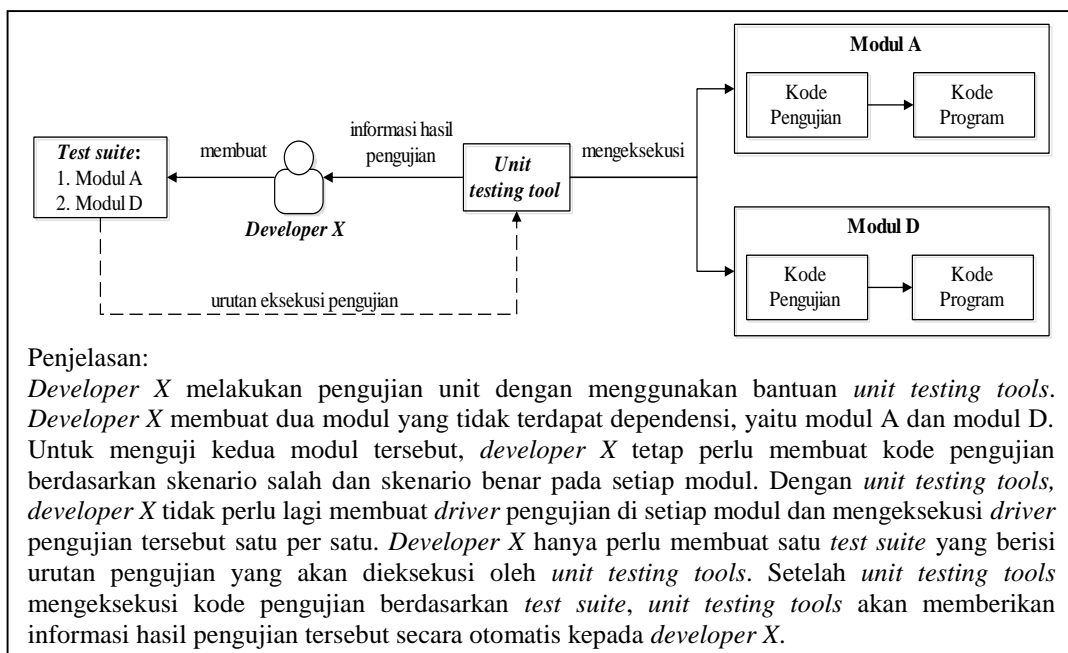 Modul A
Kode
Pengujian
Kode
Program
informasi hasil
pengujian
membuat
mengeksekusi
Test suite:
1. Modul A
2. Modul D
Unit
testing tool
Developer X
Modul D
Kode
Pengujian
Kode
Program
urutan eksekusi pengujian
Penjelasan:
Developer X melakukan pengujian unit dengan menggunakan bantuan unit testing tools.
Developer X membuat dua modul yang tidak terdapat dependensi, yaitu modul A dan modul D.
Untuk menguji kedua modul tersebut, developer X tetap perlu membuat kode pengujian
berdasarkan skenario salah dan skenario benar pada setiap modul. Dengan unit testing tools,
developer X tidak perlu lagi membuat driver pengujian di setiap modul dan mengeksekusi driver
pengujian tersebut satu per satu. Developer X hanya perlu membuat satu test suite yang berisi
urutan pengujian yang akan dieksekusi oleh unit testing tools. Setelah unit testing tools
mengeksekusi kode pengujian berdasarkan test suite, unit testing tools akan memberikan
informasi hasil pengujian tersebut secara otomatis kepada developer X.